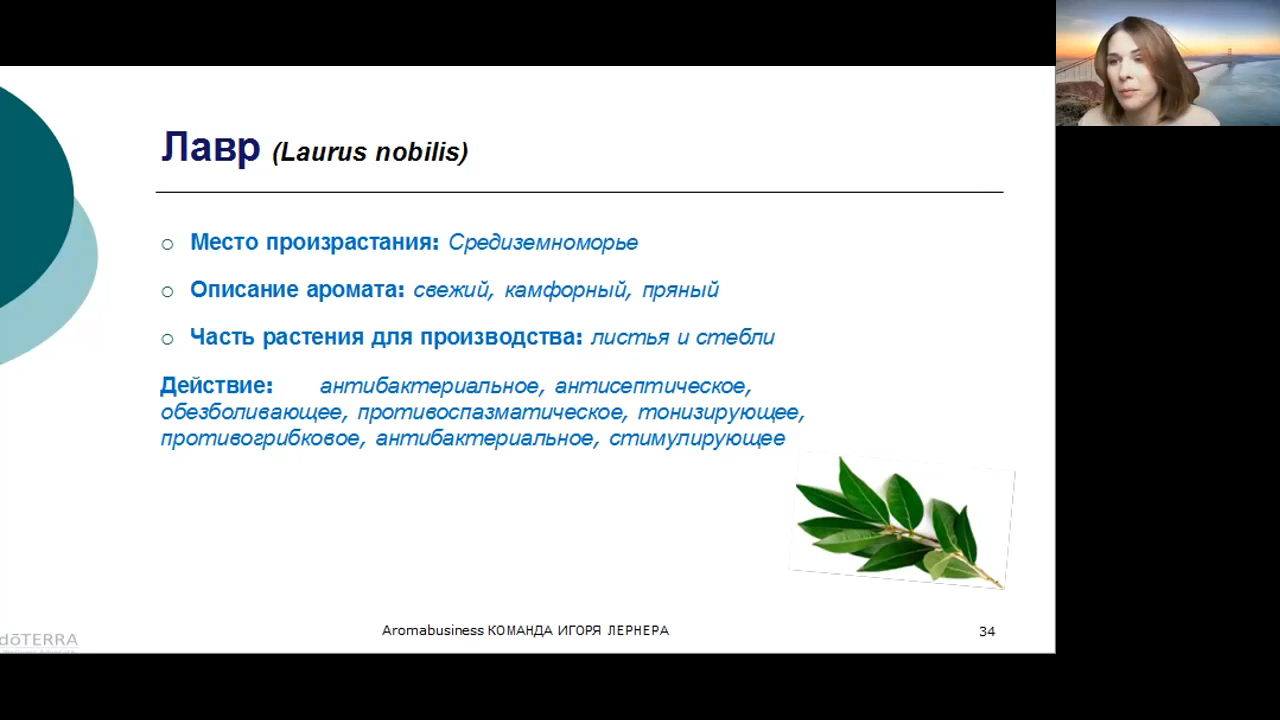 Лавр (Laurus nobilis)
Место произрастания: Средиземноморье
Описание аромата: свежий, камфорный, пряный
Часть растения для производства: листья и стебли
Действие: антибактериальное, антисептическое,
обезболивающее, противоспазматическое, тонизирующее,
противогрибковое, антибактериальное, стимулирующее
dōTERRA
Aromabusiness КОМАНДА ИГОРЯ ЛЕРНЕРА
34